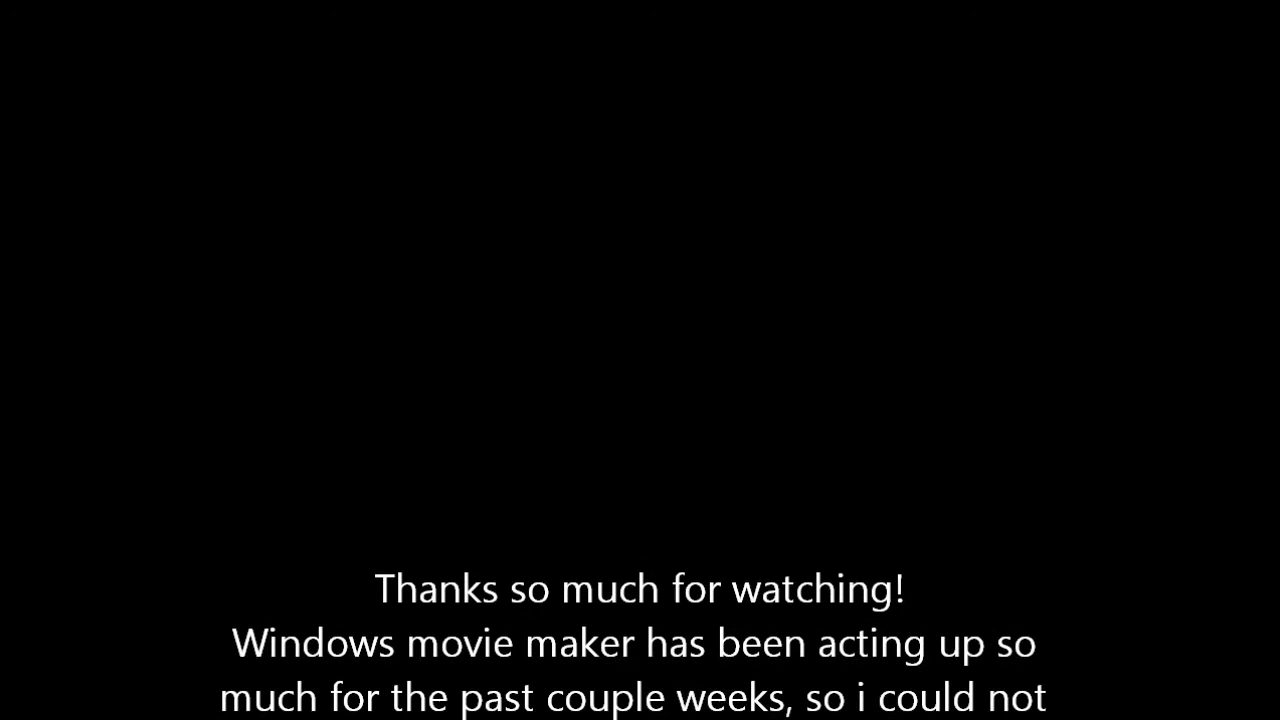 Thanks so much for watching!
Windows movie maker has been acting up so
much for the past couple weeks, so i could not